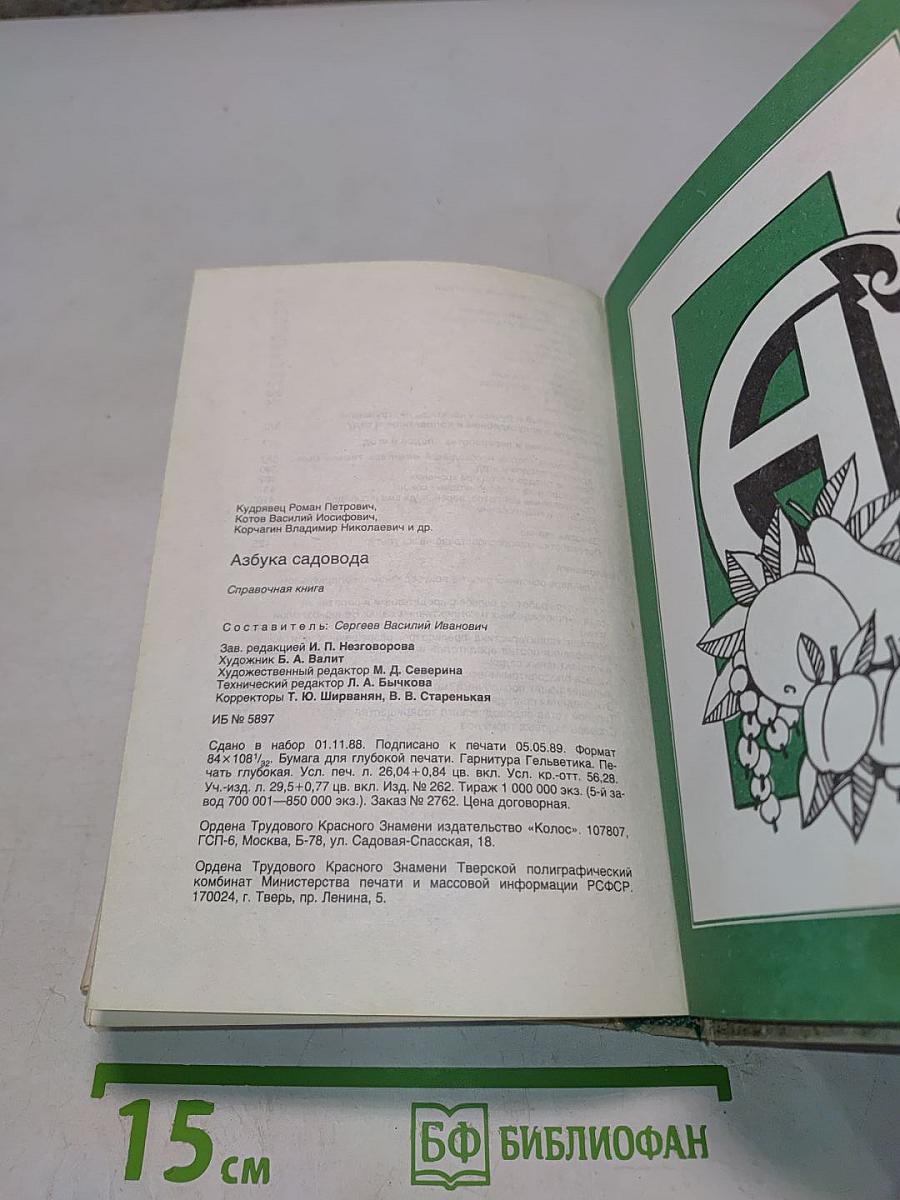 Кудрявец Роман Петрович,
Котов Василий Иосифович,
Корчагин Владимир Николаевич и др.
Азбука садовода
Справочная книга
Составитель: Сергеев Василий Иванович
Зав. редакцией И. П. Незговорова
Художник Б. А. Валит
Художественный редактор М. Д. Северина
Технический редактор Л. А. Бычкова
Корректоры Т. Ю. Ширванян, В. В. Старенькая
ИБ № 5897
Сдано в набор 01.11.88. Подписано к печати 05.05.89. Формат
84×108 1/32. Бумага для глубокой печати. Гарнитура Гельветика. Пе-
чать глубокая. Усл. печ. л. 26,04+0,84 цв. вкл. Усл. кр.-отт. 56,28.
Уч.-изд. л. 29,5+0,77 цв. вкл. Изд. № 262. Тираж 1 000 000 экз. (5-й за-
вод 700 001—850 000 экз.). Заказ № 2762. Цена договорная.
Ордена Трудового Красного Знамени издательство «Колос». 107807,
ГСП-6, Москва, Б-78, ул. Садовая-Спасская, 18.
Ордена Трудового Красного Знамени Тверской полиграфический
комбинат Министерства печати и массовой информации РСФСР.
170024, г. Тверь, пр. Ленина, 5.
15 см
БФ БИБЛИОФАН